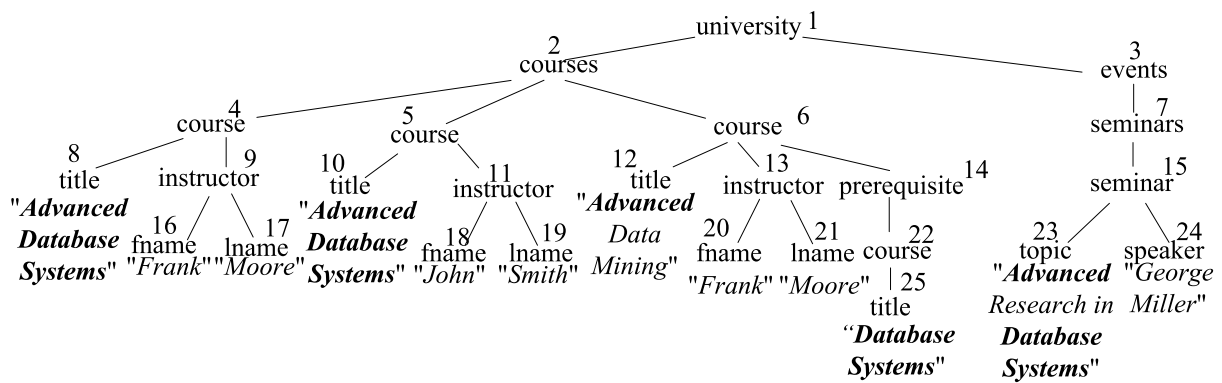 university 1
2
courses
3
events
4
course
5
course
course 6
7
seminars
8
title
9
instructor
10
title
11
instructor
12
title
13
instructor
prerequisite 14
seminar 15
"Advanced
Database
Systems"
16
fname
"Frank"
17
lname
"Moore"
"Advanced
Database
Systems"
18
fname
"John"
19
lname
"Smith"
"Advanced
Data
Mining"
20
fname
"Frank"
21
lname
"Moore"
22
course
25
title
“Database
Systems"
23
topic
"Advanced
Research in
Database
Systems"
24
speaker
"George
Miller"